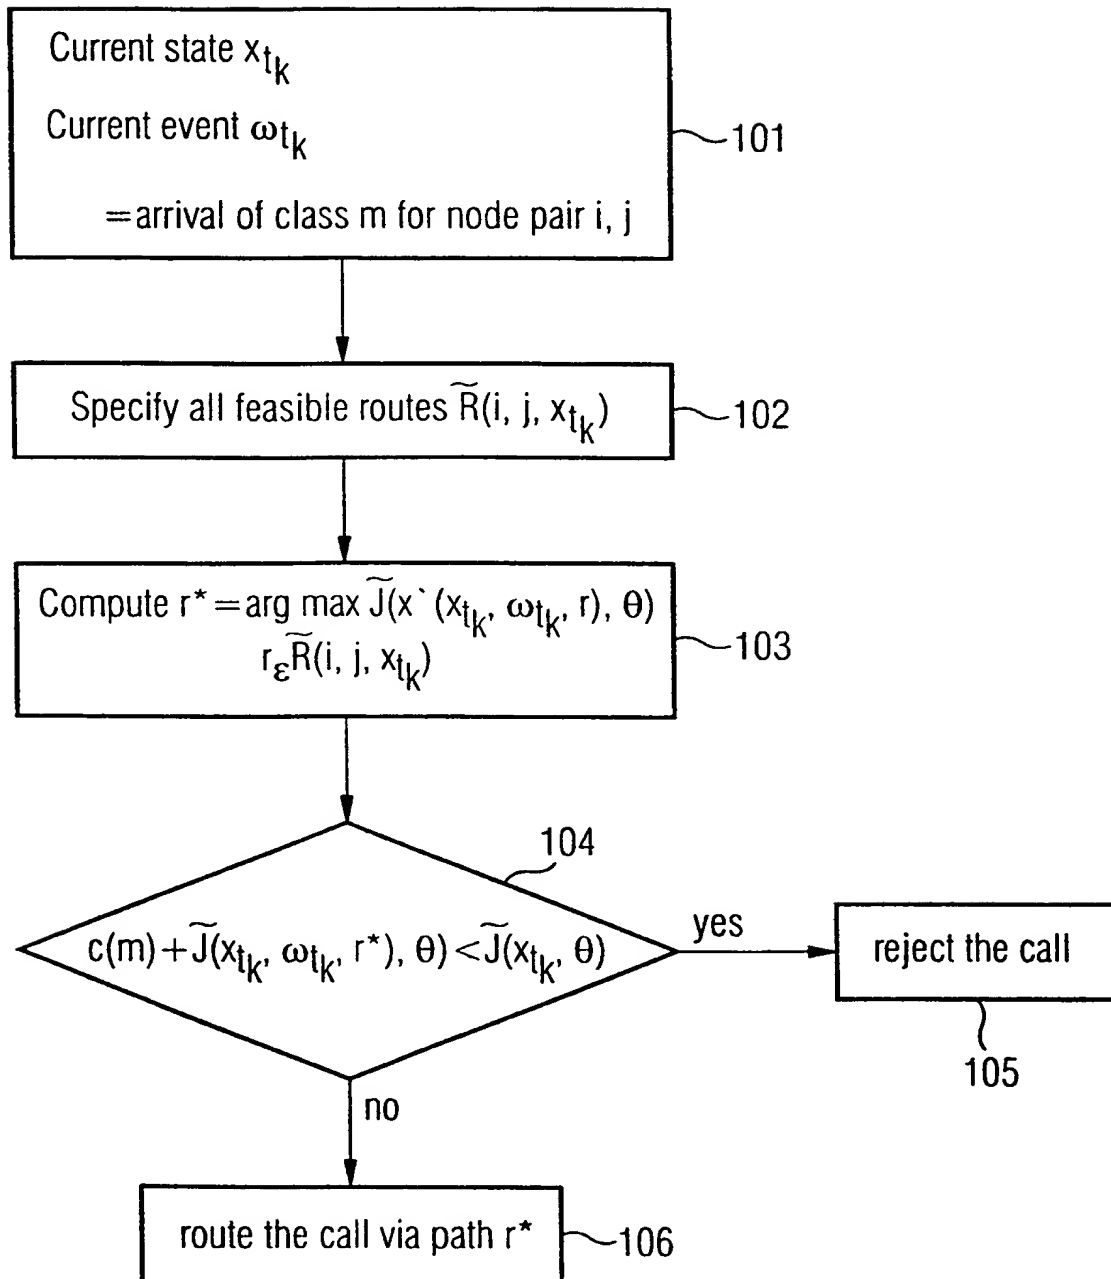 Current state x_{t_k}
Current event ω_{t_k}
=arrival of class m for node pair i, j
101
Specify all feasible routes R̃(i, j, x_{t_k})
102
Compute r* = arg max J̃(x`(x_{t_k}, ω_{t_k}, r), θ)
r_ε R̃(i, j, x_{t_k})
103
104
c(m) + J̃(x_{t_k}, ω_{t_k}, r*), θ) < J̃(x_{t_k}, θ)
yes
reject the call
105
no
route the call via path r*
106